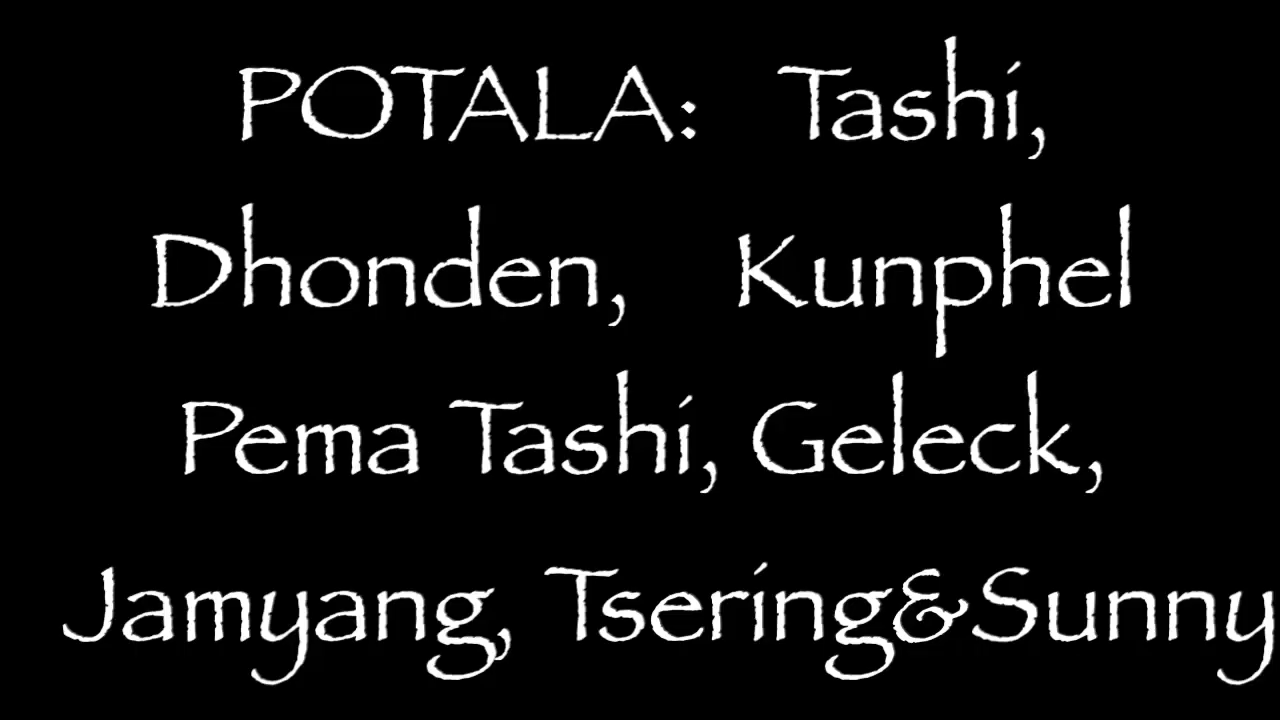 POTALA: Tashi,
Dhonden, Kunphel
Pema Tashi, Geleck,
Jamyang, Tsering&Sunny